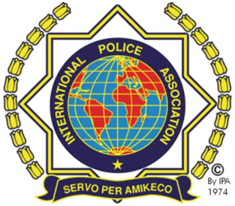 INTERNATIONAL POLICE ASSOCIATION
SERVO PER AMIKECO
©
By IPA
1974